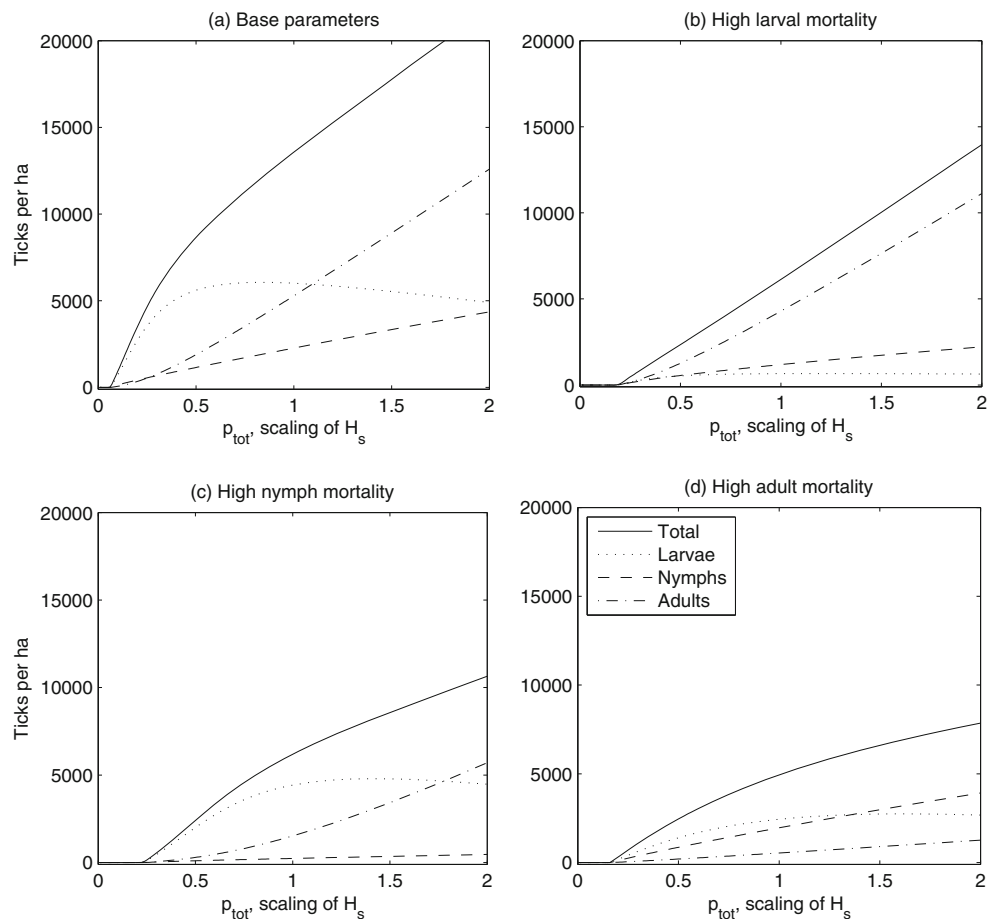 (a) Base parameters
20000
15000
10000
5000
0
Ticks per ha
0 0.5 1 1.5 2
p_tot, scaling of H_s
(b) High larval mortality
20000
15000
10000
5000
0
0 0.5 1 1.5 2
p_tot, scaling of H_s
(c) High nymph mortality
20000
15000
10000
5000
0
Ticks per ha
0 0.5 1 1.5 2
p_tot, scaling of H_s
(d) High adult mortality
20000
15000
10000
5000
0
Total
Larvae
Nymphs
Adults
0 0.5 1 1.5 2
p_tot, scaling of H_s